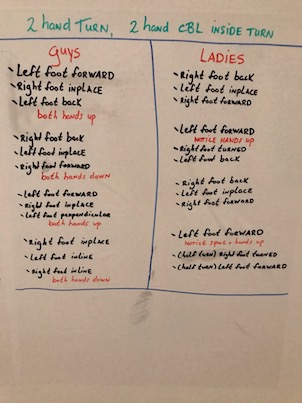 2 hand Turn, 2 hand CBL INSIDE TURN
Guys
- Left foot FORWARD
- Right foot inplace
- Left foot back
both hands up
- Right foot back
- Left foot inplace
- Right foot forward
both hands down
- Left foot FORWARD
- Right foot inplace
- Left foot perpendicular
both hands up
- Right foot inplace
- Left foot inline
- Right foot inline
both hands down
LADIES
- Right foot back
- Left foot inplace
- Right foot FORWARD
- Left foot FORWARD
NOTICE HANDS UP
- Right foot TURNED
- Left foot back
- Right foot back
- Left foot inplace
- Right foot FORWARD
- Left foot FORWARD
Notice space + hands up
- (half turn) Right foot TURNED
- (half turn) Left foot FORWARD